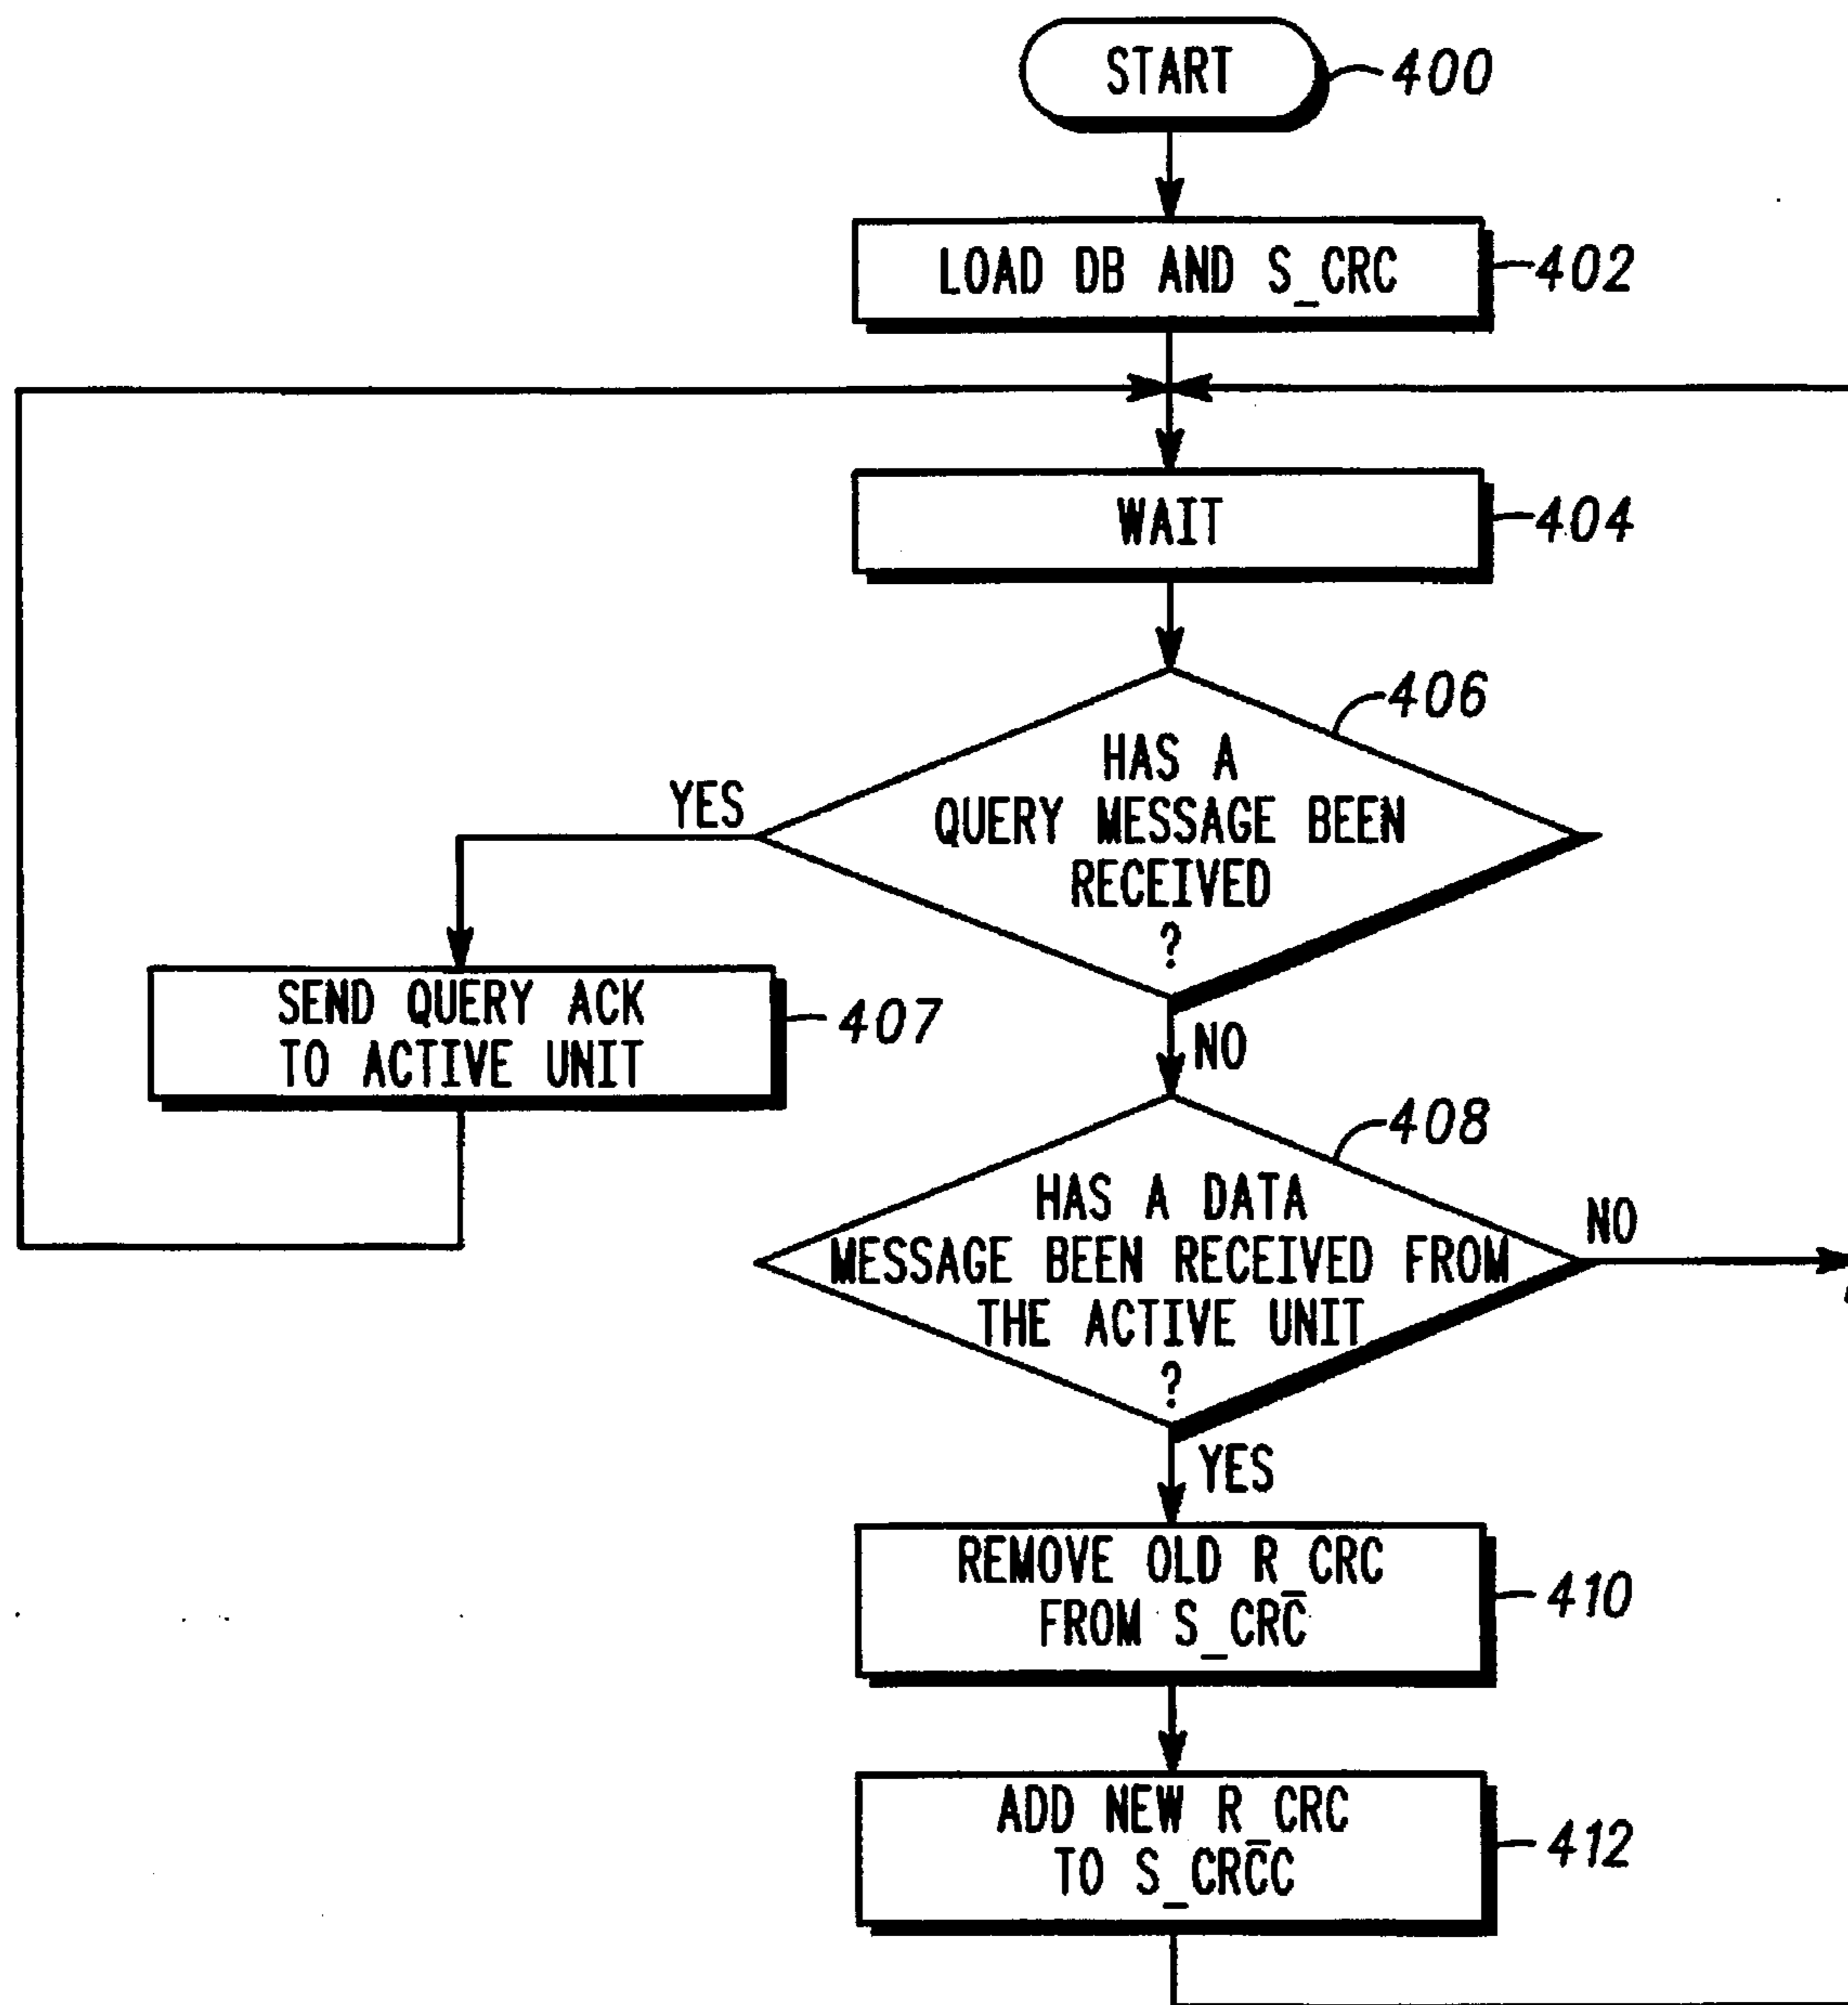 START
400
LOAD DB AND S_CRC
402
WAIT
404
406
HAS A
QUERY MESSAGE BEEN
RECEIVED
?
YES
NO
SEND QUERY ACK
TO ACTIVE UNIT
407
408
HAS A DATA
MESSAGE BEEN RECEIVED FROM
THE ACTIVE UNIT
?
NO
YES
REMOVE OLD R_CRC
FROM S_CRC
410
ADD NEW R_CRC
TO S_CRCC
412